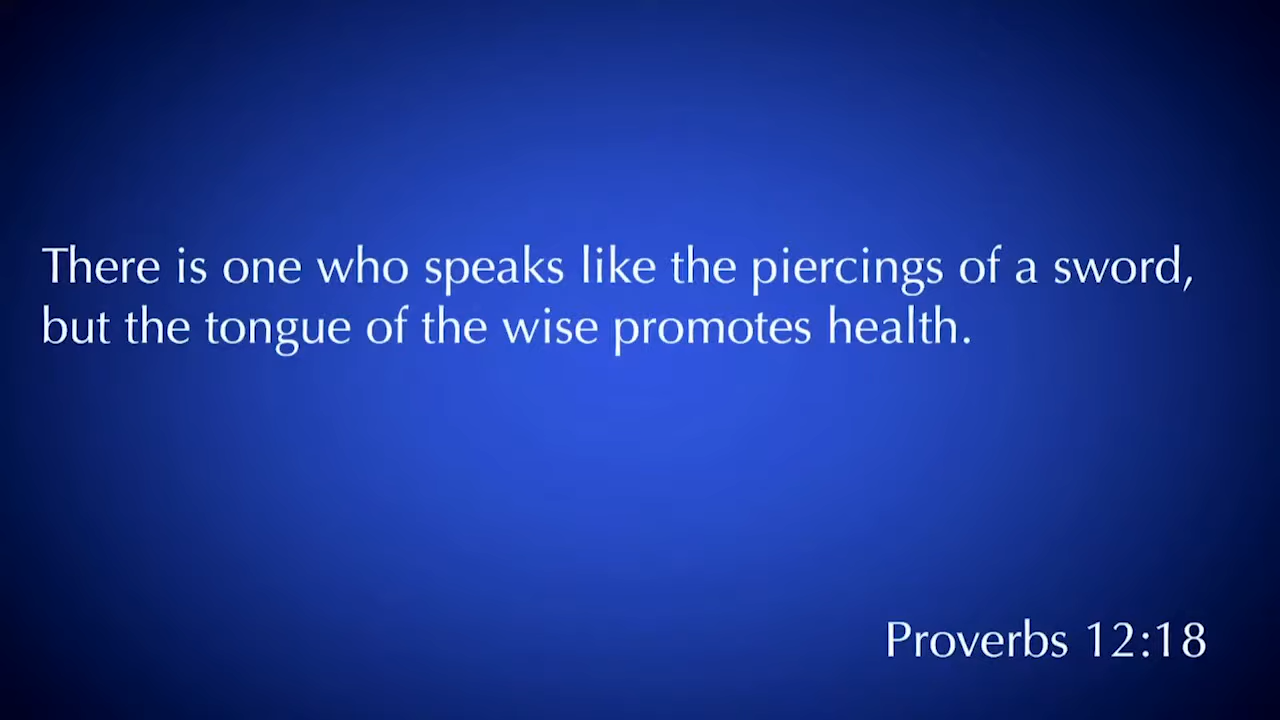 There is one who speaks like the piercings of a sword,
but the tongue of the wise promotes health.
Proverbs 12:18